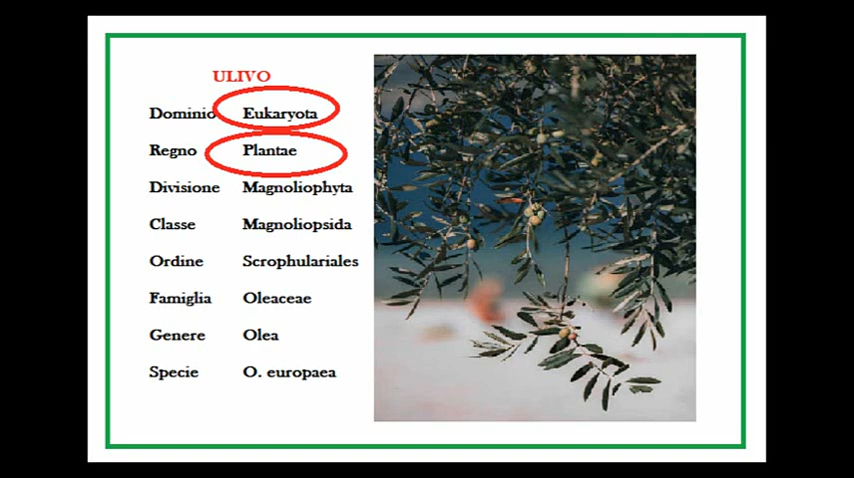 ULIVO
Dominio Eukaryota
Regno Plantae
Divisione Magnoliophyta
Classe Magnoliopsida
Ordine Scrophulariales
Famiglia Oleaceae
Genere Olea
Specie O. europaea